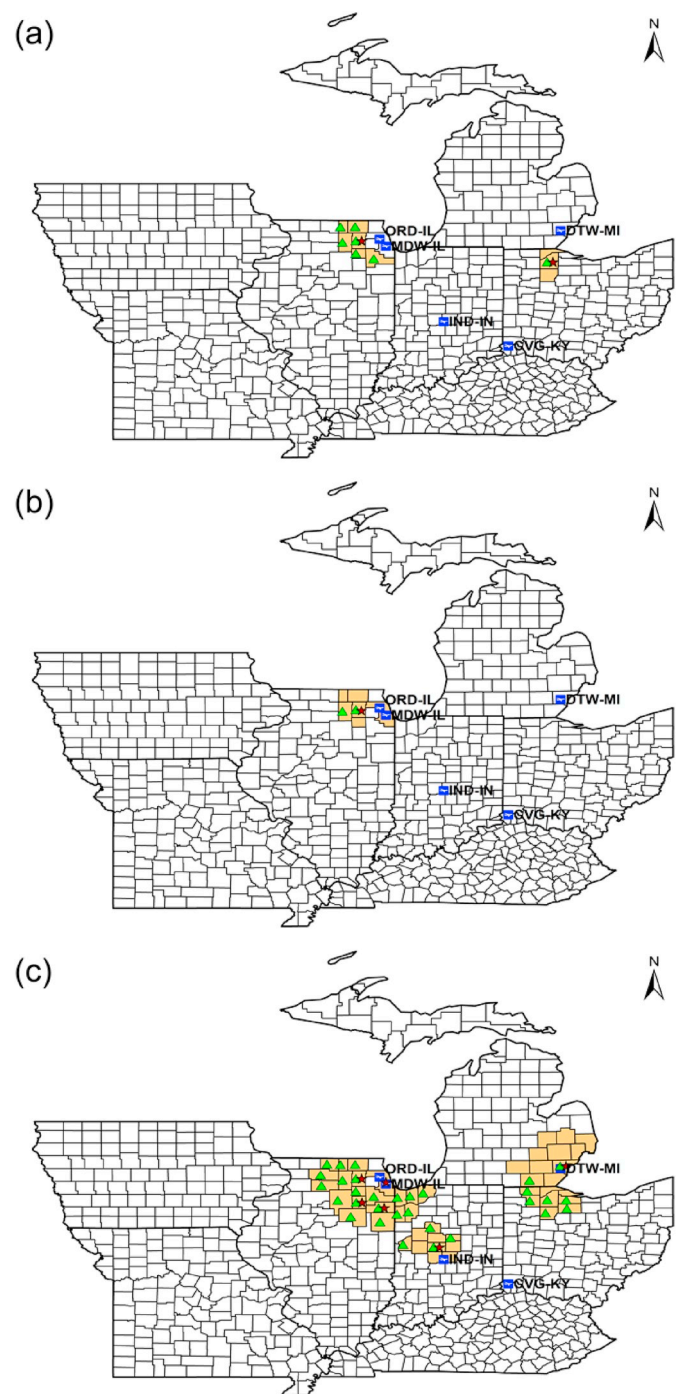 (a)
N
ORD-IL
MDW-IL
DTW-MI
IND-IN
CVG-KY
(b)
N
ORD-IL
MDW-IL
DTW-MI
IND-IN
CVG-KY
(c)
N
ORD-IL
MDW-IL
DTW-MI
IND-IN
CVG-KY